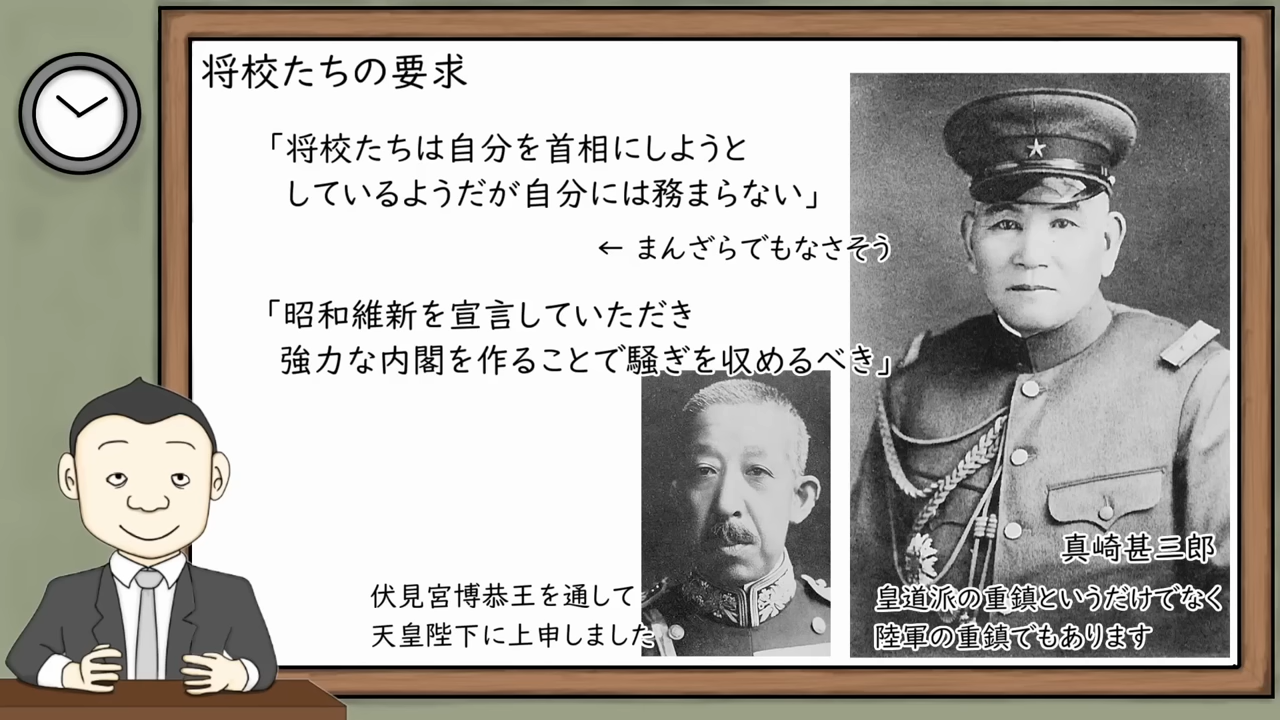 将校たちの要求
「将校たちは自分を首相にしようと
しているようだが自分には務まらない」
← まんざらでもなさそう
「昭和維新を宣言していただき
強力な内閣を作ることで騒ぎを収めるべき」
伏見宮博恭王を通して
天皇陛下に上申しました
真崎甚三郎
皇道派の重鎮というだけでなく
陸軍の重鎮でもあります